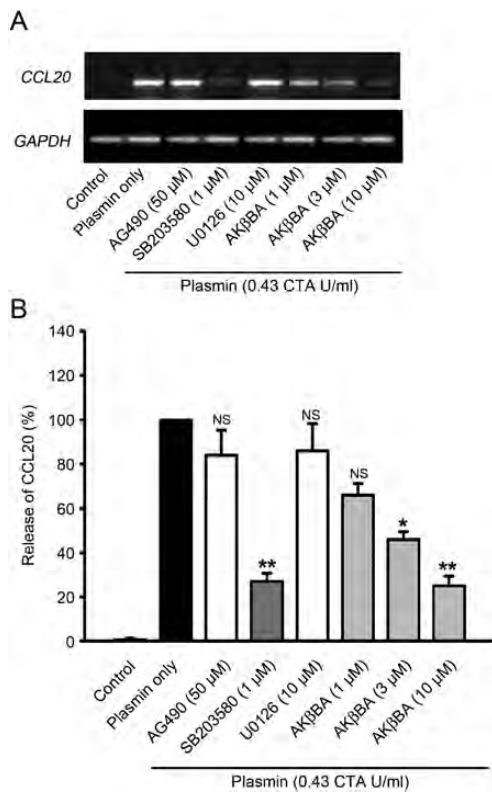 A
CCL20
GAPDH
Control
Plasmin only
AG490 (50 µM)
SB203580 (1 µM)
U0126 (10 µM)
AKβBA (1 µM)
AKβBA (3 µM)
AKβBA (10 µM)
Plasmin (0.43 CTA U/ml)
B
Release of CCL20 (%)
140
120
100
80
60
40
20
0
NS
**
NS
NS
*
**
Control
Plasmin only
AG490 (50 µM)
SB203580 (1 µM)
U0126 (10 µM)
AKβBA (1 µM)
AKβBA (3 µM)
AKβBA (10 µM)
Plasmin (0.43 CTA U/ml)